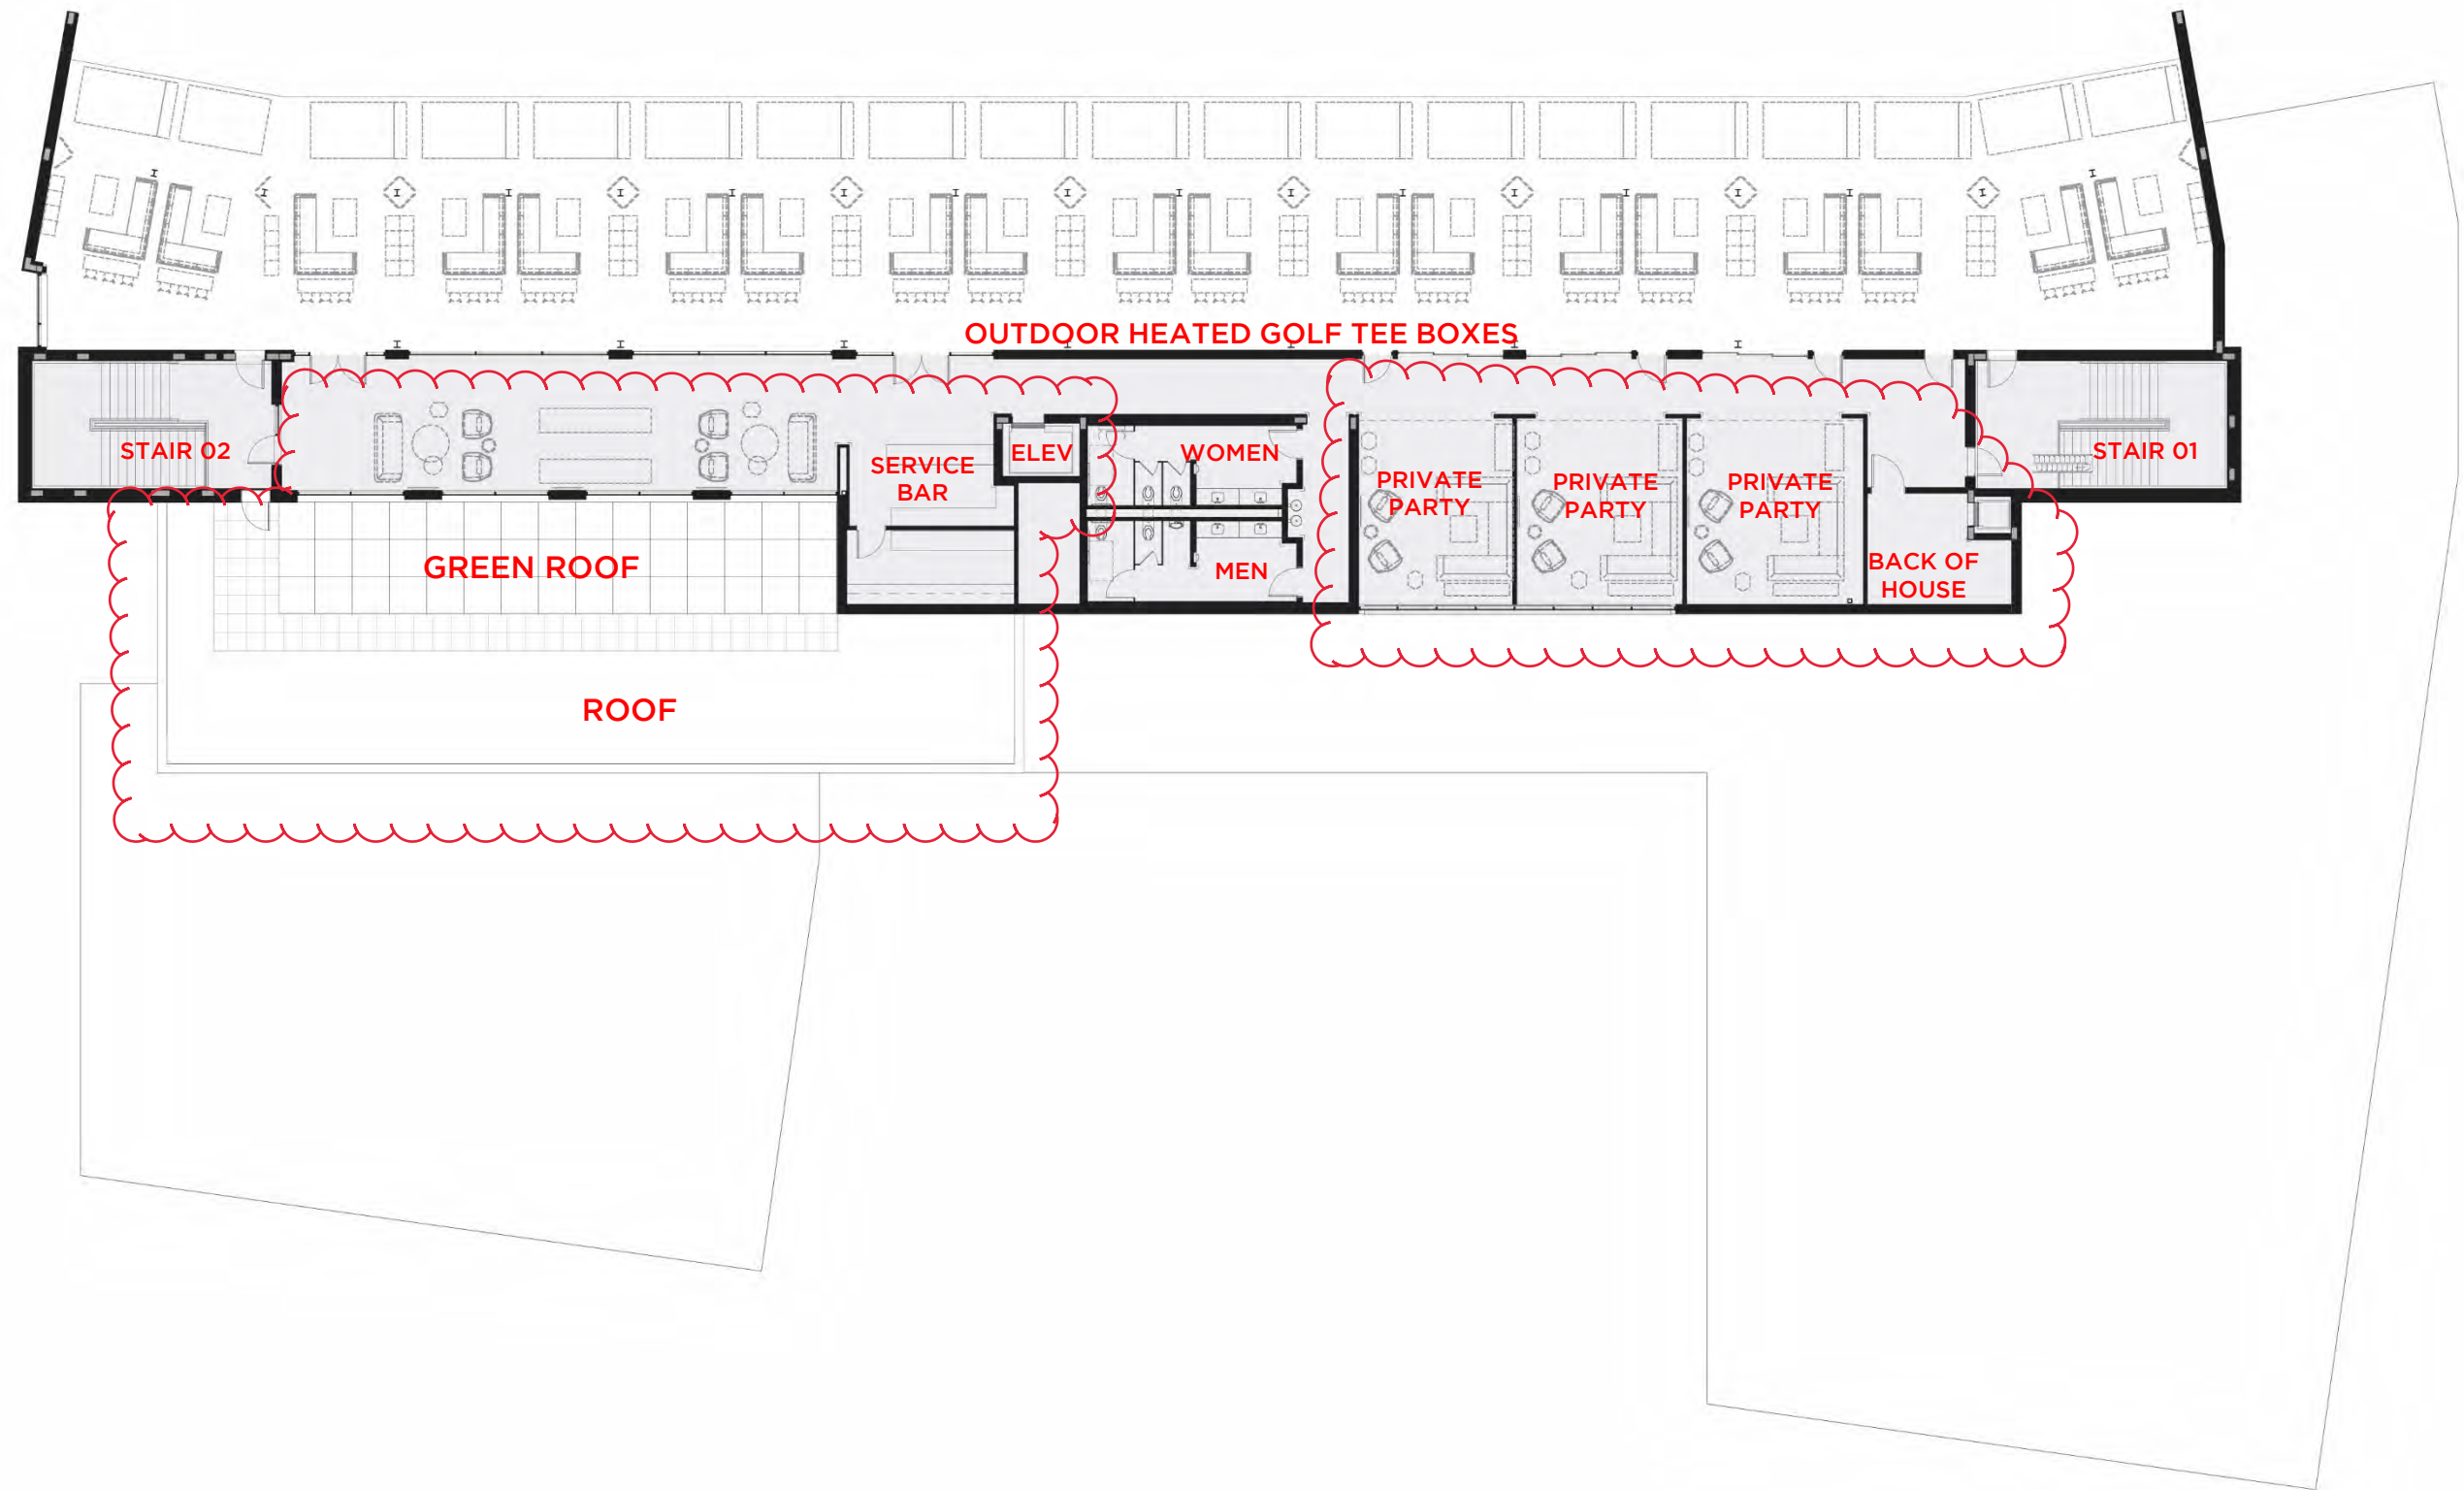 OUTDOOR HEATED GOLF TEE BOXES
STAIR 02
SERVICE
BAR
ELEV
WOMEN
PRIVATE
PARTY
PRIVATE
PARTY
PRIVATE
PARTY
STAIR 01
GREEN ROOF
MEN
BACK OF
HOUSE
ROOF